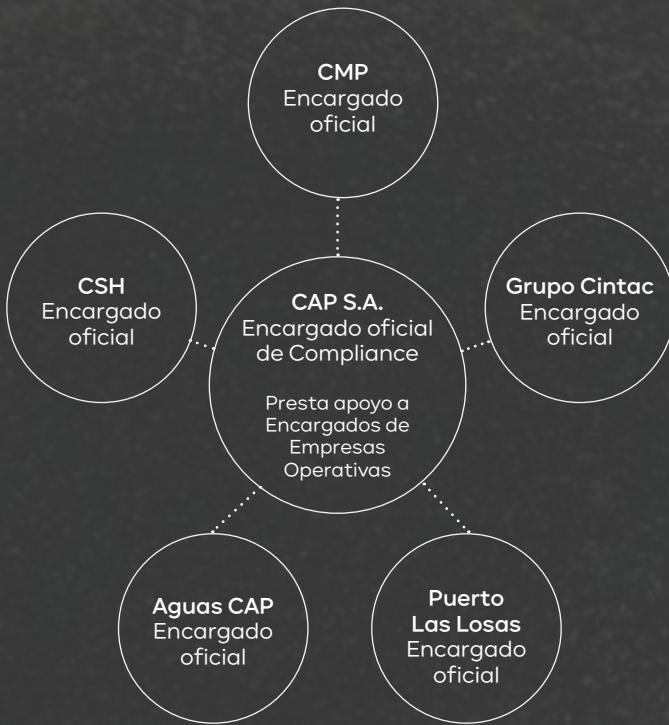 CMP
Encargado
oficial
CSH
Encargado
oficial
CAP S.A.
Encargado oficial
de Compliance
Presta apoyo a
Encargados de
Empresas
Operativas
Grupo Cintac
Encargado
oficial
Aguas CAP
Encargado
oficial
Puerto
Las Losas
Encargado
oficial